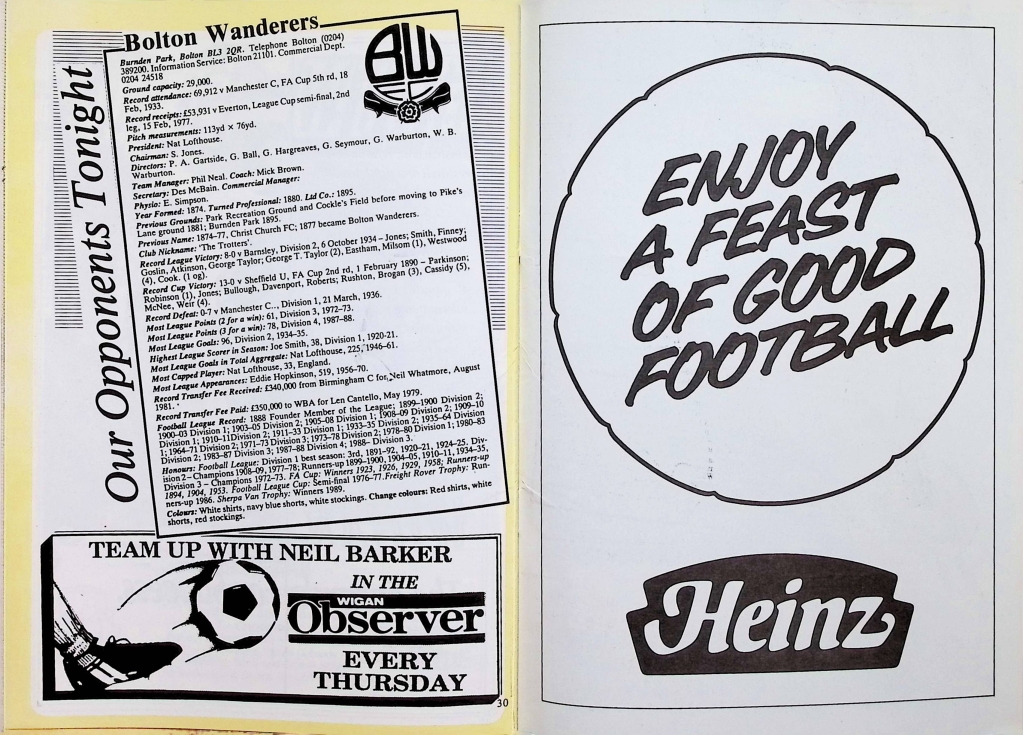 Our Opponents Tonight
Bolton Wanderers
Burnden Park, Bolton BL3 2QR. Telephone Bolton (0204)
389200. Information Service: Bolton 21101. Commercial Dept.
0204 24518
Ground capacity: 29,000.
Record attendance: 69,912 v Manchester C, FA Cup 5th rd, 18
Feb, 1933.
Record receipts: £53,931 v Everton, League Cup semi-final, 2nd
leg, 15 Feb, 1977.
Pitch measurements: 113yd × 76yd.
President: Nat Lofthouse.
Chairman: S. Jones.
Directors: P. A. Gartside, G. Ball, G. Hargreaves, G. Seymour, G. Warburton, W. B.
Warburton.
Team Manager: Phil Neal. Coach: Mick Brown.
Secretary: Des McBain. Commercial Manager:
Physio: E. Simpson.
Year Formed: 1874. Turned Professional: 1880. Ltd Co.: 1895.
Previous Grounds: Park Recreation Ground and Cockle's Field before moving to Pike's
Lane ground 1881; Burnden Park 1895.
Previous Name: 1874-77, Christ Church FC; 1877 became Bolton Wanderers.
Club Nickname: 'The Trotters'.
Record League Victory: 8-0 v Barnsley, Division 2, 6 October 1934 – Jones; Smith, Finney;
Goslin, Atkinson, George Taylor; George T. Taylor (2), Eastham, Milsom (1), Westwood
(4), Cook. (1 og).
Record Cup Victory: 13-0 v Sheffield U, FA Cup 2nd rd, 1 February 1890 – Parkinson;
Robinson (1), Jones; Bullough, Davenport, Roberts; Rushton, Brogan (3), Cassidy (5),
McNee, Weir (4).
Record Defeat: 0-7 v Manchester C.., Division 1, 21 March, 1936.
Most League Points (2 for a win): 61, Division 3, 1972-73.
Most League Points (3 for a win): 78, Division 4, 1987-88.
Most League Goals: 96, Division 2, 1934-35.
Highest League Scorer in Season: Joe Smith, 38, Division 1, 1920-21.
Most League Goals in Total Aggregate: Nat Lofthouse, 225, 1946-61.
Most Capped Player: Nat Lofthouse, 33, England.
Most League Appearances: Eddie Hopkinson, 519, 1956-70.
Record Transfer Fee Received: £340,000 from Birmingham C for Neil Whatmore, August
1981.
Record Transfer Fee Paid: £350,000 to WBA for Len Cantello, May 1979.
Football League Record: 1888 Founder Member of the League; 1899-1900 Division 2;
1900-03 Division 1; 1903-05 Division 2; 1905-08 Division 1; 1908-09 Division 2; 1909-10
Division 1; 1910-11Division 2; 1911-33 Division 1; 1933-35 Division 2; 1935-64 Division
1; 1964-71 Division 2; 1971-73 Division 3; 1973-78 Division 2; 1978-80 Division 1; 1980-83
Division 2; 1983-87 Division 3; 1987-88 Division 4; 1988- Division 3.
Honours: Football League: Division 1 best season: 3rd, 1891-92, 1920-21, 1924-25. Div-
ision 2 – Champions 1908-09, 1977-78; Runners-up 1899-1900, 1904-05, 1910-11, 1934-35,
Division 3 – Champions 1972-73. FA Cup: Winners 1923, 1926, 1929, 1958; Runners-up
1894, 1904, 1953. Football League Cup: Semi-final 1976-77. Freight Rover Trophy: Run-
ners-up 1986. Sherpa Van Trophy: Winners 1989.
Colours: White shirts, navy blue shorts, white stockings. Change colours: Red shirts, white
shorts, red stockings.
BW
FC
TEAM UP WITH NEIL BARKER
IN THE
WIGAN
Observer
EVERY
THURSDAY
30
ENJOY
A FEAST
OF GOOD
FOOTBALL
Heinz